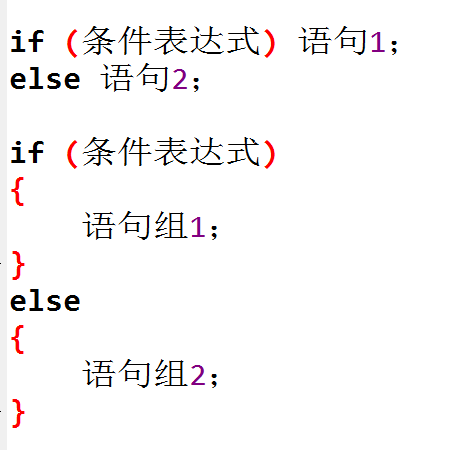 if (条件表达式) 语句1;
else 语句2;
if (条件表达式)
{
语句组1;
}
else
{
语句组2;
}